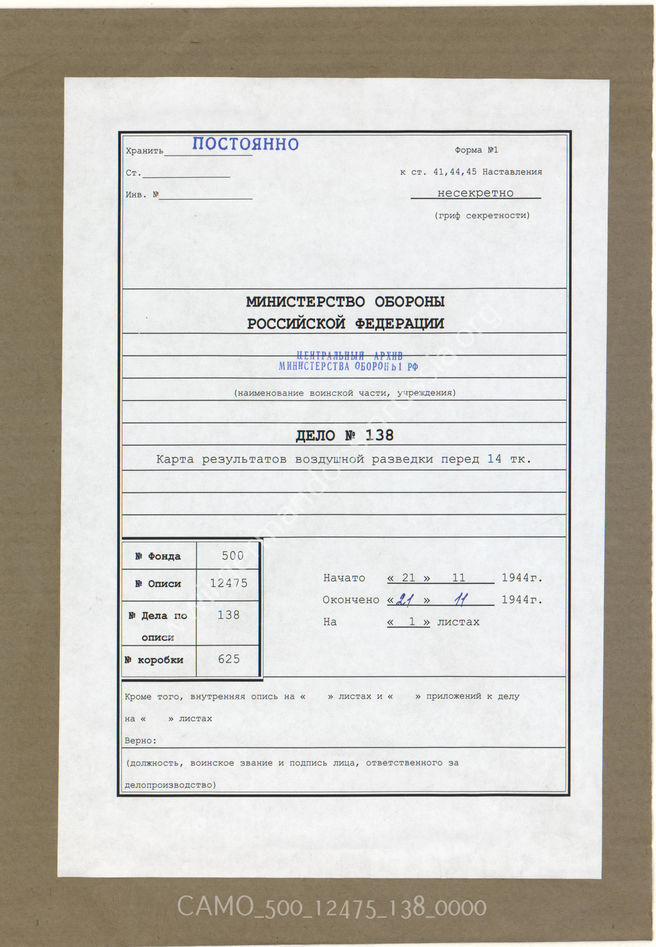 Хранить ПОСТОЯННО
Форма №1
Ст.
к ст. 41,44,45 Наставления
Инв. №
несекретно
(гриф секретности)
МИНИСТЕРСТВО ОБОРОНЫ
РОССИЙСКОЙ ФЕДЕРАЦИИ
ЦЕНТРАЛЬНЫЙ АРХИВ
МИНИСТЕРСТВА ОБОРОНЫ РФ
(наименование воинской части, учреждения)
ДЕЛО № 138
Карта результатов воздушной разведки перед 14 тк.
№ Фонда 500
№ Описи 12475
№ Дела по описи 138
№ коробки 625
Начато « 21 » 11 1944г.
Окончено « 21 » 11 1944г.
На « 1 » листах
Кроме того, внутренняя опись на « » листах и « » приложений к делу
на « » листах
Верно:
(должность, воинское звание и подпись лица, ответственного за
делопроизводство)
CAMO_500_12475_138_0000